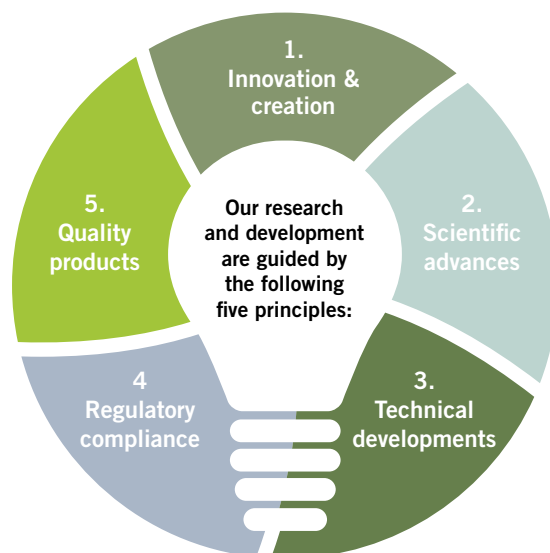 1.
Innovation &
creation
2.
Scientific
advances
3.
Technical
developments
4
Regulatory
compliance
5.
Quality
products
Our research
and development
are guided by
the following
five principles: